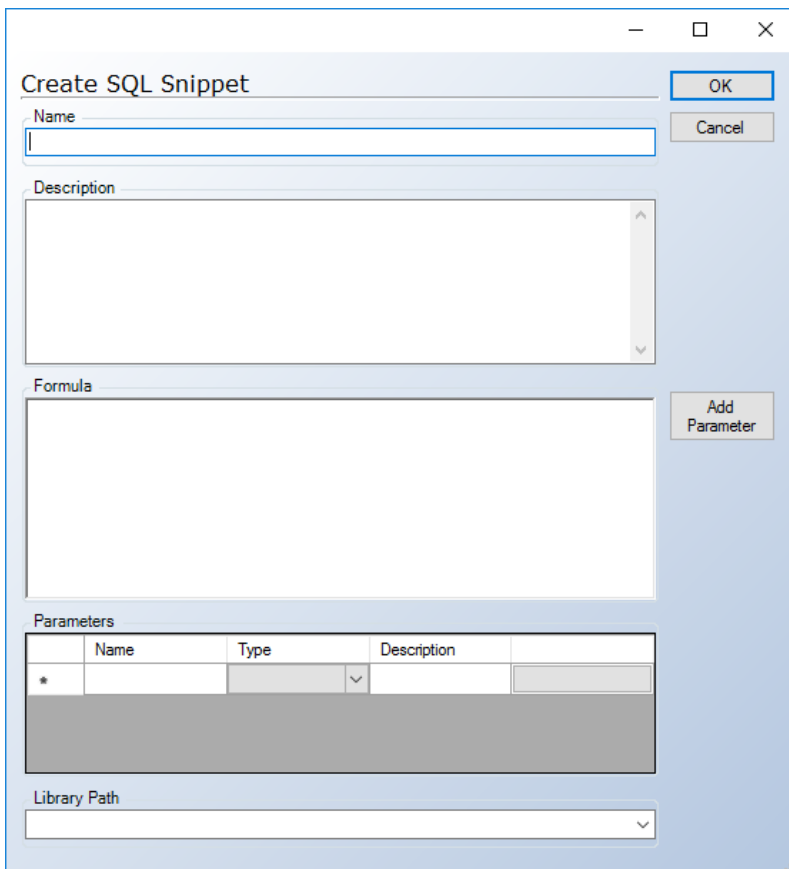 Create SQL Snippet
OK
Name
Cancel
Description
Formula
Add
Parameter
Parameters
Name Type Description
*
Library Path